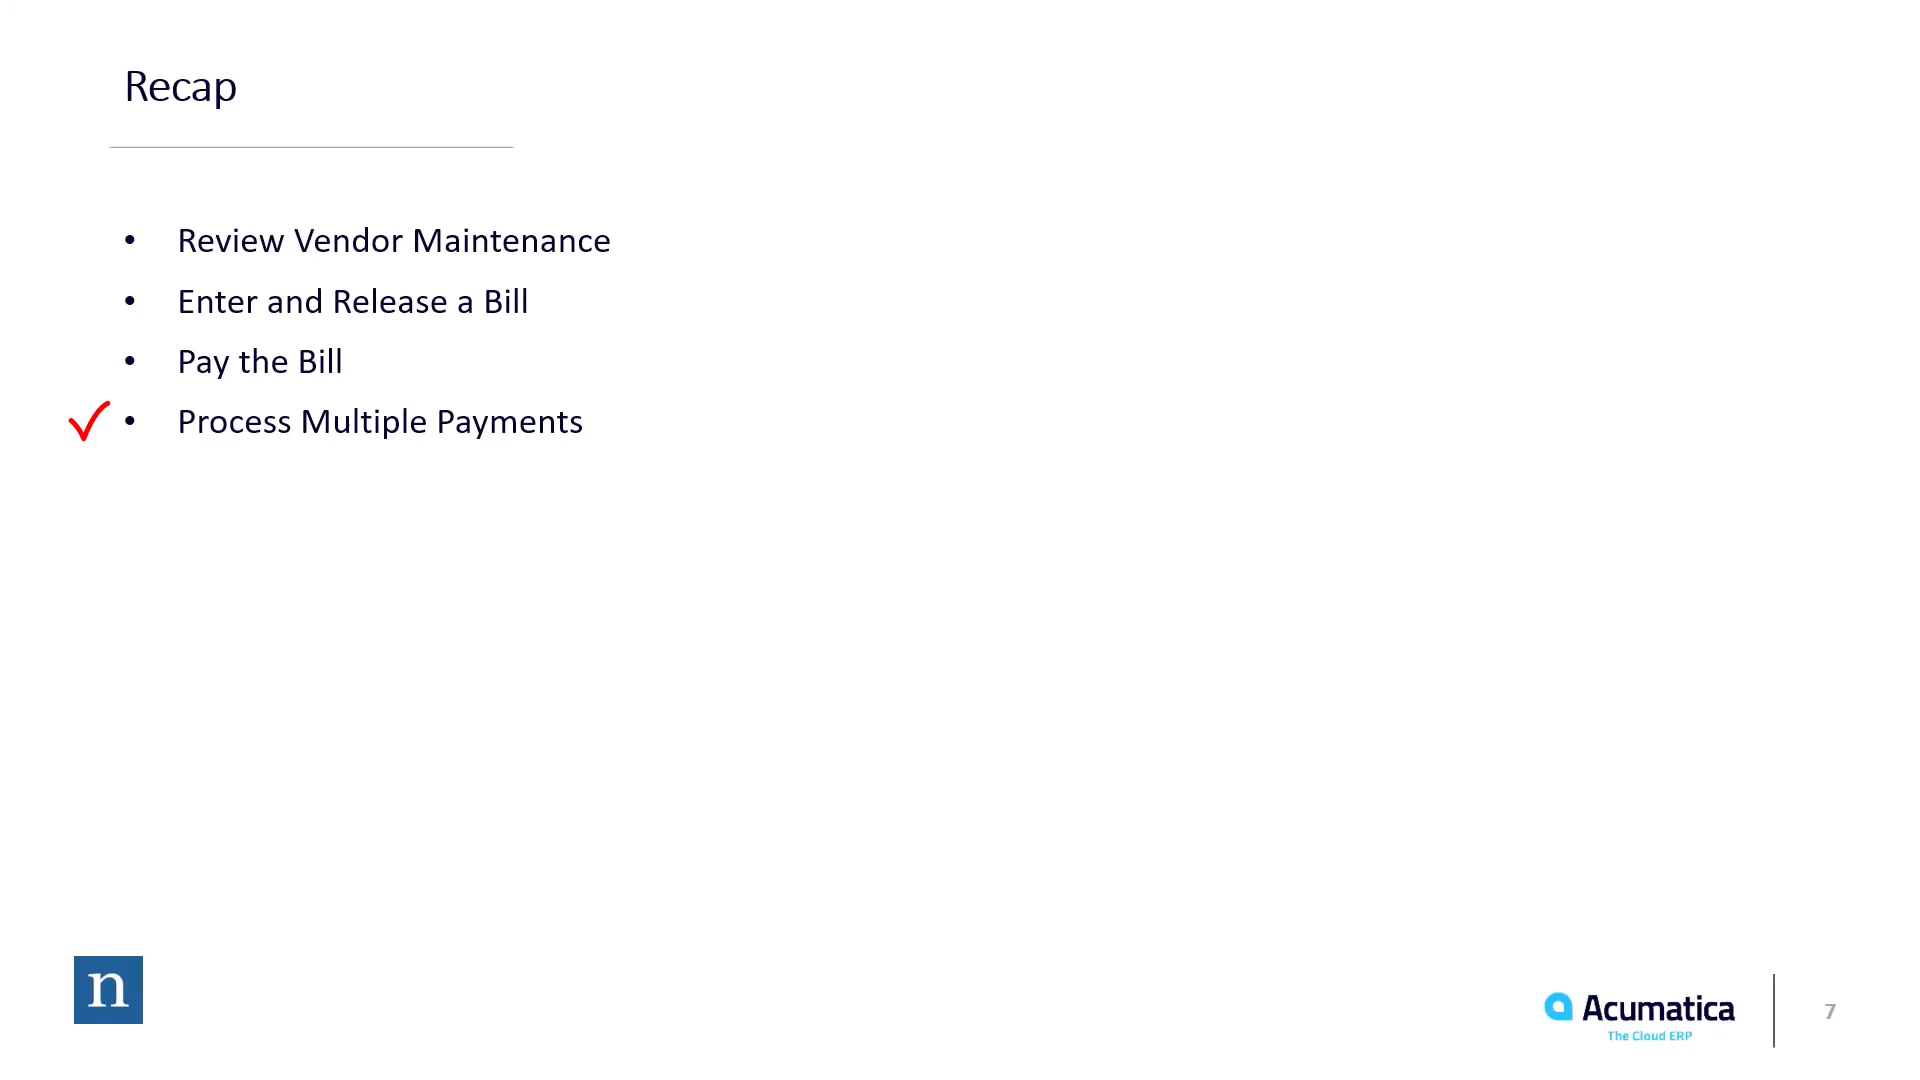 Recap
• Review Vendor Maintenance
• Enter and Release a Bill
• Pay the Bill
• Process Multiple Payments
n
Acumatica
The Cloud ERP
7